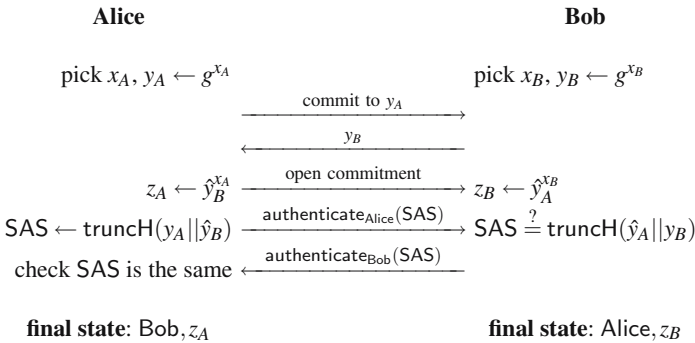 Alice Bob
pick x_A, y_A ← g^{x_A} pick x_B, y_B ← g^{x_B}
commit to y_A
y_B
z_A ← ŷ_B^{x_A} open commitment z_B ← ŷ_A^{x_B}
SAS ← truncH(y_A||ŷ_B) authenticate_Alice(SAS) SAS ≟ truncH(ŷ_A||y_B)
check SAS is the same authenticate_Bob(SAS)
final state: Bob, z_A final state: Alice, z_B